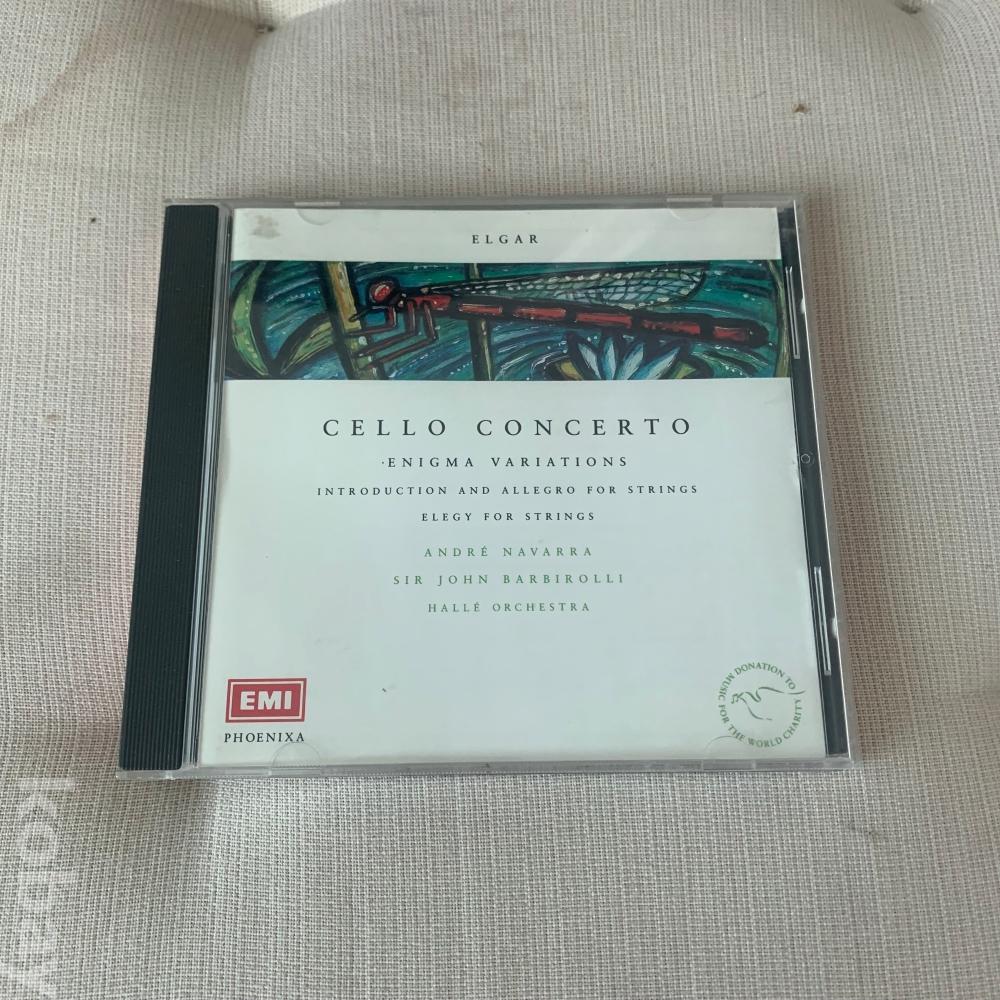 ELGAR
CELLO CONCERTO
·ENIGMA VARIATIONS
INTRODUCTION AND ALLEGRO FOR STRINGS
ELEGY FOR STRINGS
ANDRÉ NAVARRA
SIR JOHN BARBIROLLI
HALLÉ ORCHESTRA
EMI
PHOENIXA
DONATION TO MUSIC FOR THE WORLD CHARITY
kobay